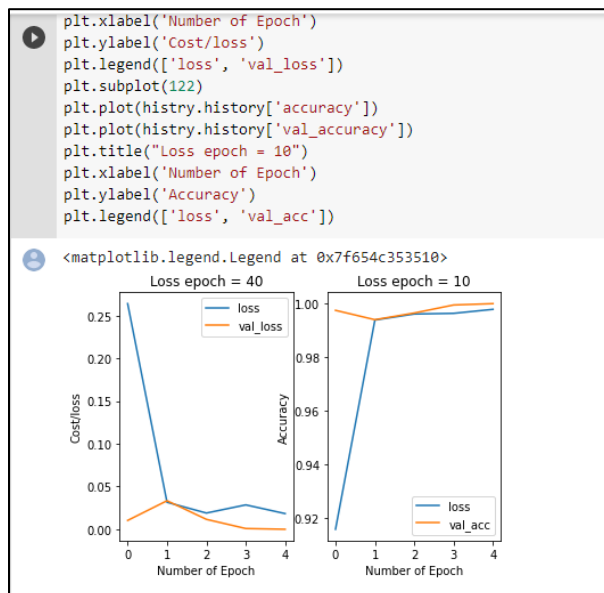 plt.xlabel('Number of Epoch')
plt.ylabel('Cost/loss')
plt.legend(['loss', 'val_loss'])
plt.subplot(122)
plt.plot(histry.history['accuracy'])
plt.plot(histry.history['val_accuracy'])
plt.title("Loss epoch = 10")
plt.xlabel('Number of Epoch')
plt.ylabel('Accuracy')
plt.legend(['loss', 'val_acc'])
<matplotlib.legend.Legend at 0x7f654c353510>
Loss epoch = 40
loss
val_loss
0.25
0.20
0.15
0.10
0.05
0.00
Cost/loss
0 1 2 3 4
Number of Epoch
Loss epoch = 10
1.00
0.98
0.96
0.94
0.92
Accuracy
loss
val_acc
0 1 2 3 4
Number of Epoch